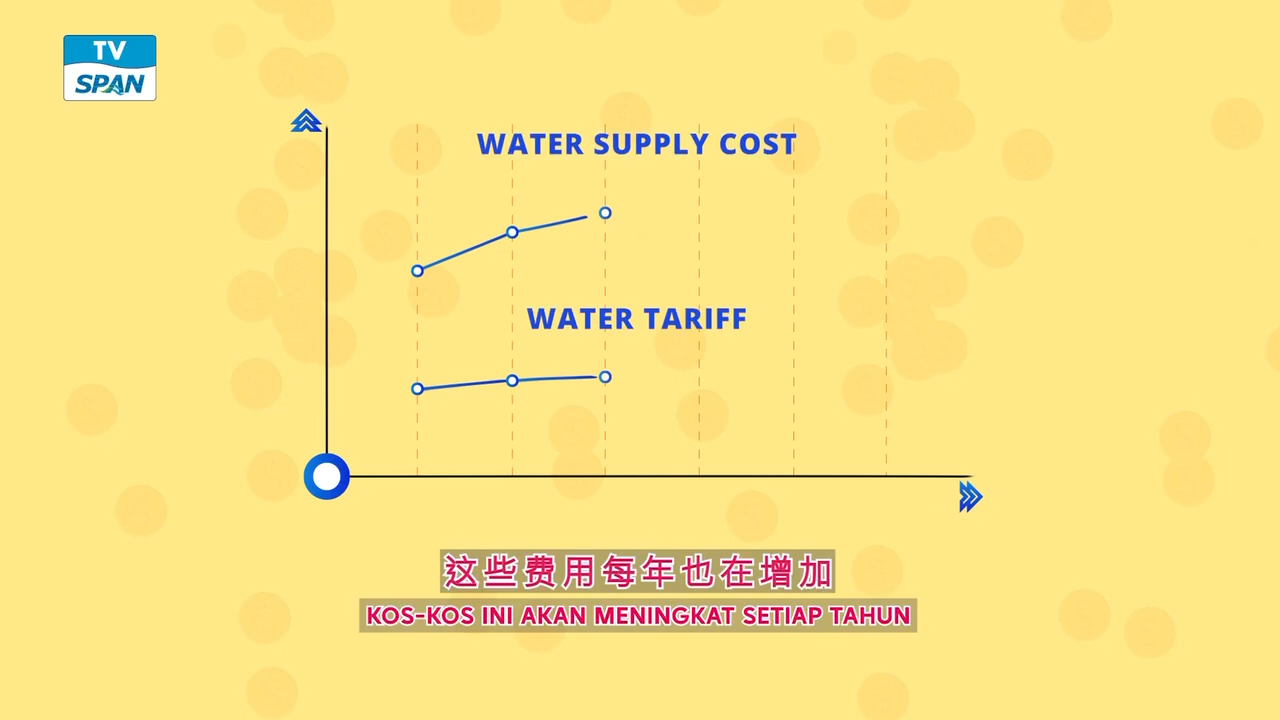 TV
SPAN
WATER SUPPLY COST
WATER TARIFF
这些费用每年也在增加
KOS-KOS INI AKAN MENINGKAT SETIAP TAHUN